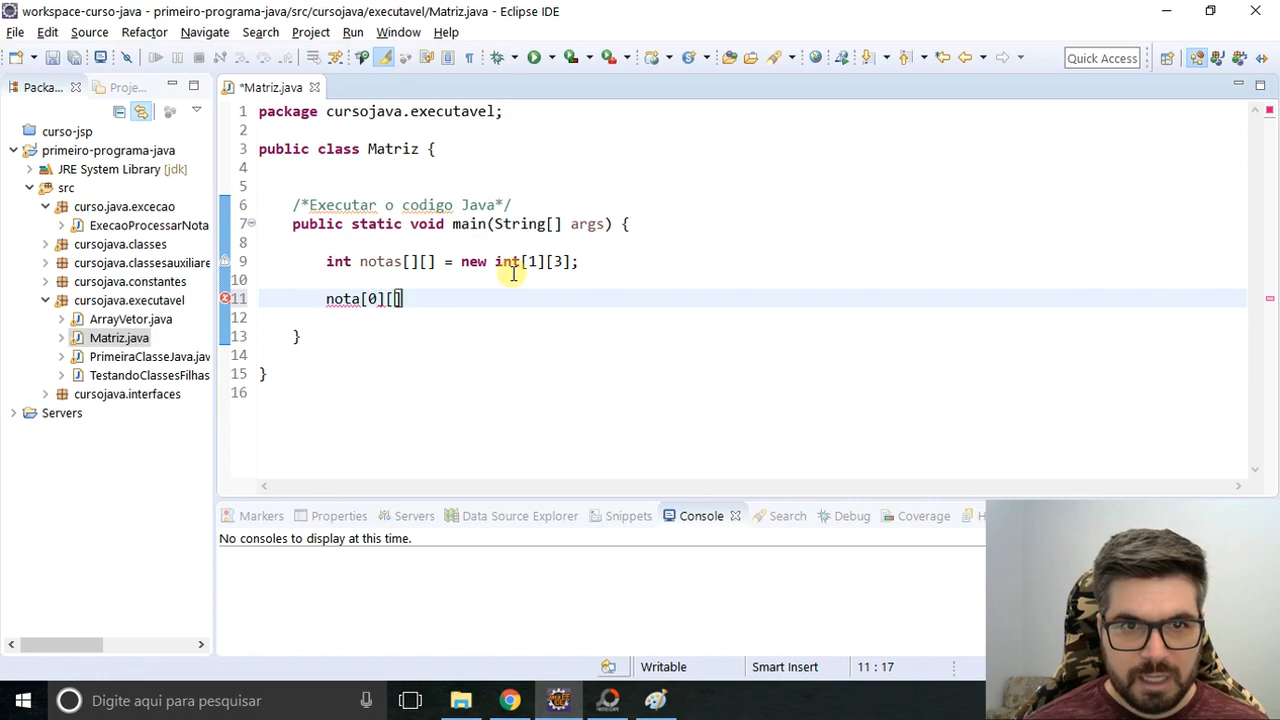 workspace-curso-java - primeiro-programa-java/src/cursojava/executavel/Matriz.java - Eclipse IDE
File Edit Source Refactor Navigate Search Project Run Window Help
Quick Access
Packa... Proje...
*Matriz.java
curso-jsp
primeiro-programa-java
JRE System Library [jdk]
src
curso.java.excecao
ExecaoProcessarNota
cursojava.classes
cursojava.classesauxiliare
cursojava.constantes
cursojava.executavel
ArrayVetor.java
Matriz.java
PrimeiraClasseJava.jav
TestandoClassesFilhas
cursojava.interfaces
Servers
1 package cursojava.executavel;
2
3 public class Matriz {
4
5
6 /*Executar o codigo Java*/
7 public static void main(String[] args) {
8
9 int notas[][] = new int[1][3];
10
11 nota[0][]
12
13 }
14
15 }
16
Markers Properties Servers Data Source Explorer Snippets Console Search Debug Coverage H
No consoles to display at this time.
Writable Smart Insert 11 : 17
Digite aqui para pesquisar